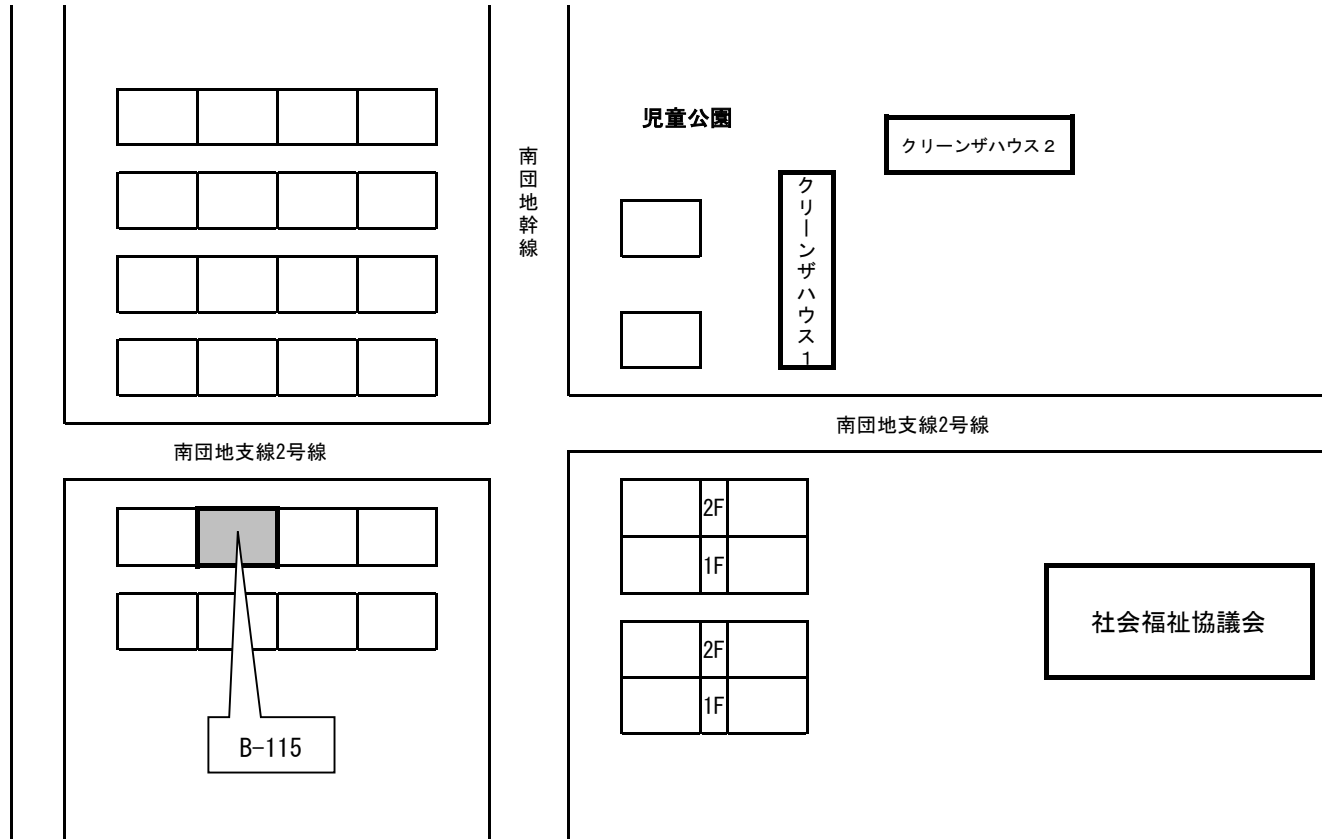 児童公園
クリーンザハウス２
南団地幹線
クリーンザハウス１
南団地支線2号線
南団地支線2号線
2F
1F
社会福祉協議会
2F
1F
B-115